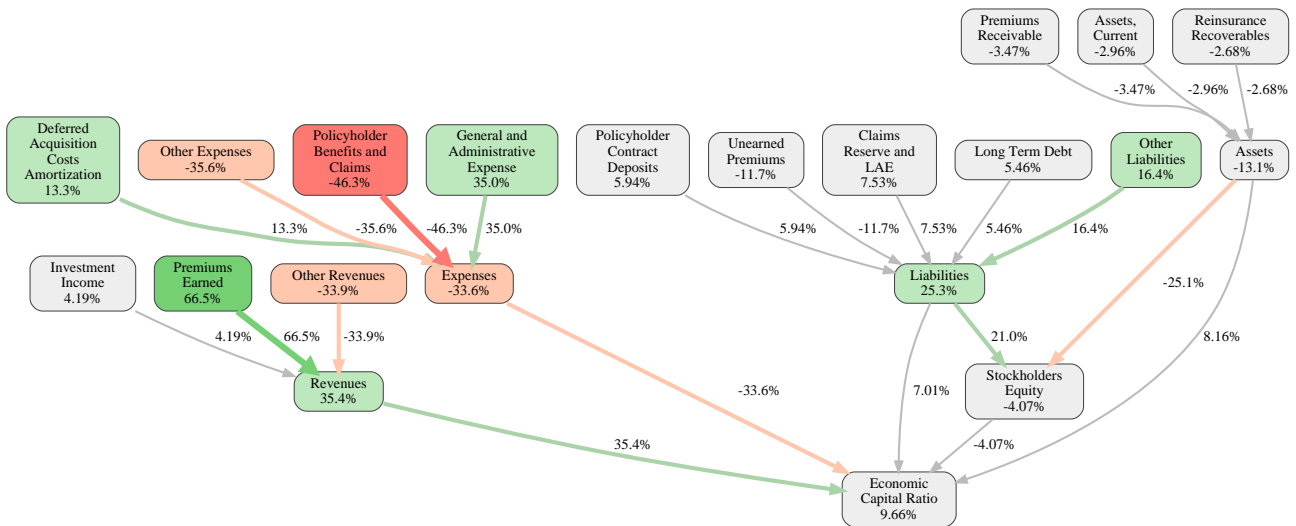 Premiums
Receivable
-3.47%
Assets,
Current
-2.96%
Reinsurance
Recoverables
-2.68%
-3.47%
-2.96%
-2.68%
Deferred
Acquisition
Costs
Amortization
13.3%
Other Expenses
-35.6%
Policyholder
Benefits and
Claims
-46.3%
General and
Administrative
Expense
35.0%
Policyholder
Contract
Deposits
5.94%
Unearned
Premiums
-11.7%
Claims
Reserve and
LAE
7.53%
Long Term Debt
5.46%
Other
Liabilities
16.4%
Assets
-13.1%
13.3%
-35.6%
-46.3%
35.0%
5.94%
-11.7%
7.53%
5.46%
16.4%
Investment
Income
4.19%
Premiums
Earned
66.5%
Other Revenues
-33.9%
Expenses
-33.6%
Liabilities
25.3%
-25.1%
4.19%
66.5%
-33.9%
21.0%
8.16%
Revenues
35.4%
-33.6%
7.01%
Stockholders
Equity
-4.07%
35.4%
-4.07%
Economic
Capital Ratio
9.66%